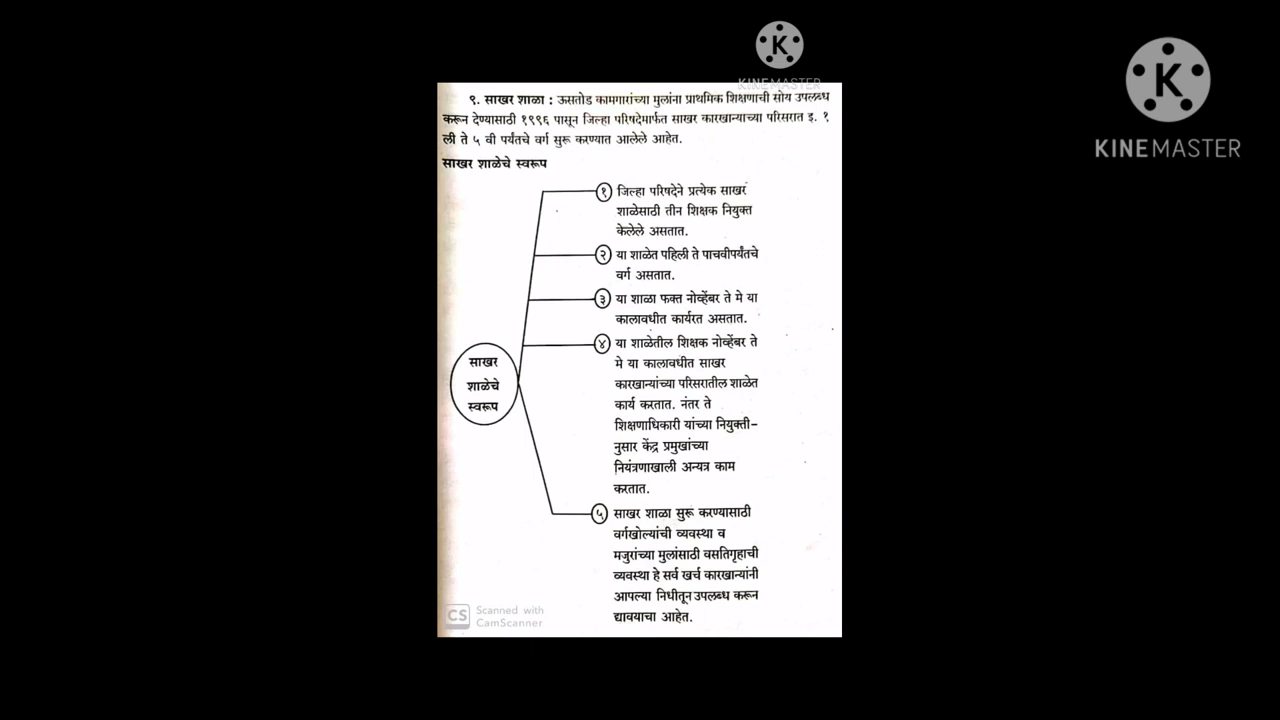 KINEMASTER
KINEMASTER
९. साखर शाळा : ऊसतोड कामगारांच्या मुलांना प्राथमिक शिक्षणाची सोय उपलब्ध
करून देण्यासाठी १९९६ पासून जिल्हा परिषदेमार्फत साखर कारखान्याच्या परिसरात इ. १
ली ते ५ वी पर्यंतचे वर्ग सुरू करण्यात आलेले आहेत.
साखर शाळेचे स्वरूप
साखर
शाळेचे
स्वरूप
१ जिल्हा परिषदेने प्रत्येक साखर
शाळेसाठी तीन शिक्षक नियुक्त
केलेले असतात.
२ या शाळेत पहिली ते पाचवीपर्यंतचे
वर्ग असतात.
३ या शाळा फक्त नोव्हेंबर ते मे या
कालावधीत कार्यरत असतात.
४ या शाळेतील शिक्षक नोव्हेंबर ते
मे या कालावधीत साखर
कारखान्यांच्या परिसरातील शाळेत
कार्य करतात. नंतर ते
शिक्षणाधिकारी यांच्या नियुक्ती-
नुसार केंद्र प्रमुखांच्या
नियंत्रणाखाली अन्यत्र काम
करतात.
५ साखर शाळा सुरू करण्यासाठी
वर्गखोल्यांची व्यवस्था व
मजुरांच्या मुलांसाठी वसतिगृहाची
व्यवस्था हे सर्व खर्च कारखान्यांनी
आपल्या निधीतून उपलब्ध करून
द्यावयाचा आहेत.
CS Scanned with
CamScanner